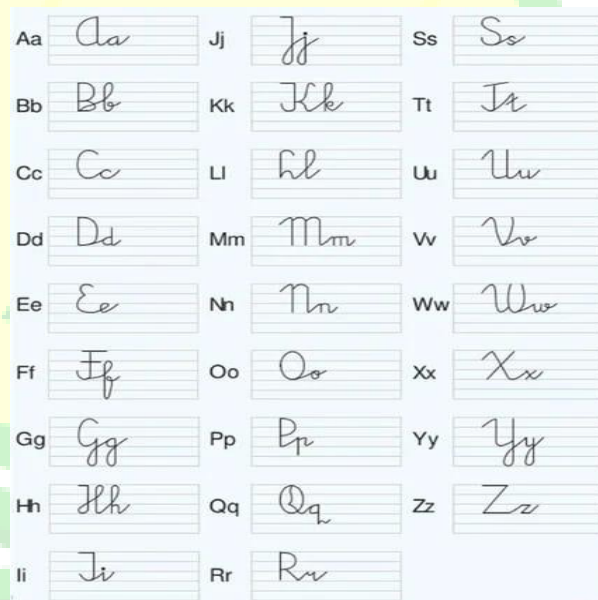 Aa Aa Jj Jj Ss Ss
Bb Bb Kk Kk Tt Tt
Cc Cc Ll Ll Uu Uu
Dd Dd Mm Mm Vv Vv
Ee Ee Nn Nn Ww Ww
Ff Ff Oo Oo Xx Xx
Gg Gg Pp Pp Yy Yy
Hh Hh Qq Qq Zz Zz
Ii Ii Rr Rr